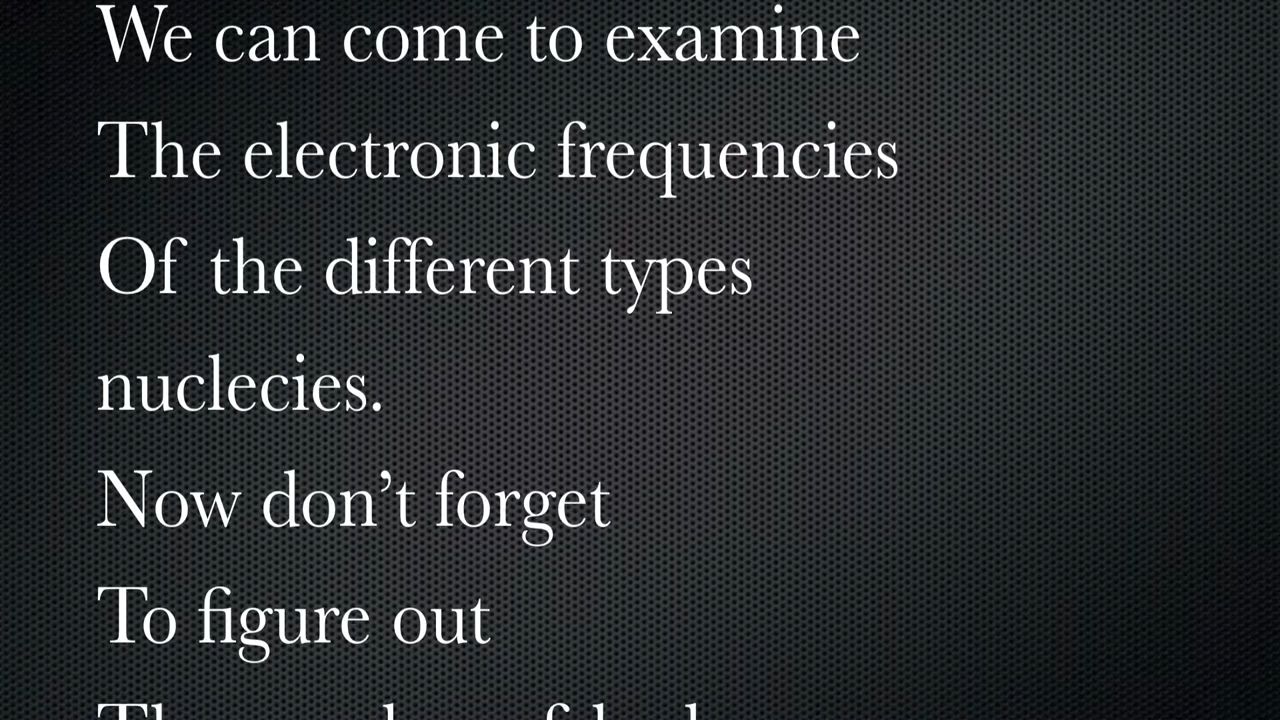 We can come to examine
The electronic frequencies
Of the different types
nuclecies.
Now don’t forget
To figure out